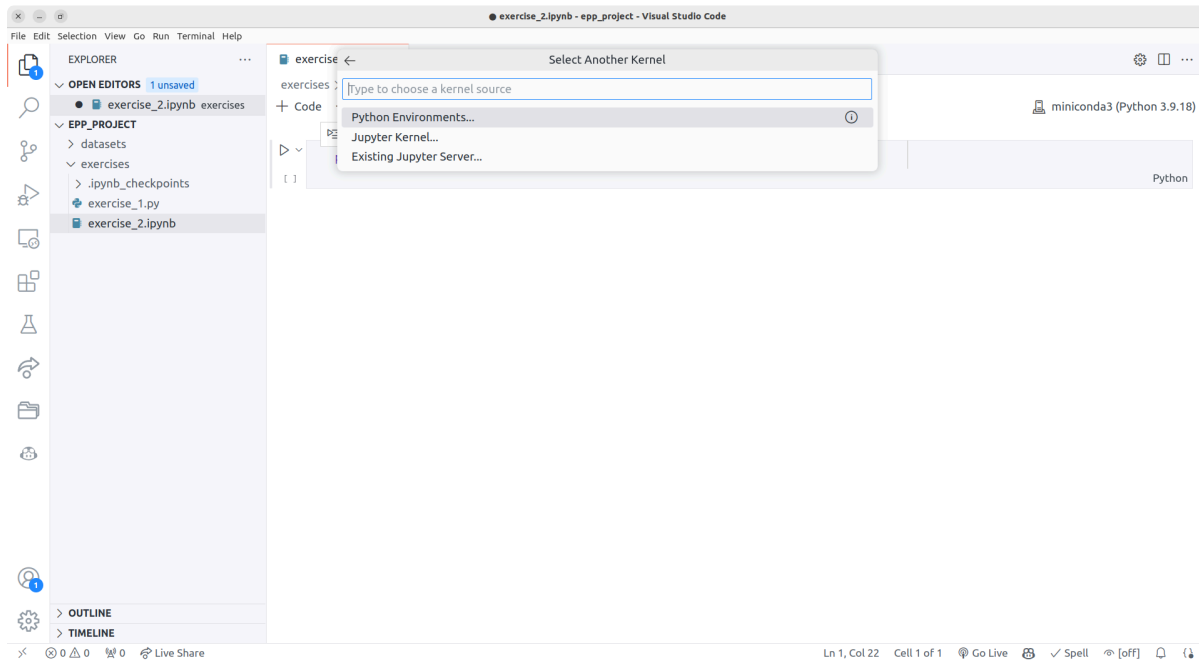 exercise_2.ipynb - epp_project - Visual Studio Code
File Edit Selection View Go Run Terminal Help
EXPLORER
OPEN EDITORS 1 unsaved
exercise_2.ipynb exercises
EPP_PROJECT
datasets
exercises
.ipynb_checkpoints
exercise_1.py
exercise_2.ipynb
OUTLINE
TIMELINE
exercise
exercises
+ Code
Select Another Kernel
Type to choose a kernel source
Python Environments...
Jupyter Kernel...
Existing Jupyter Server...
miniconda3 (Python 3.9.18)
[ ]
Python
1
1
0 0 0 Live Share
Ln 1, Col 22 Cell 1 of 1 Go Live Spell [off]